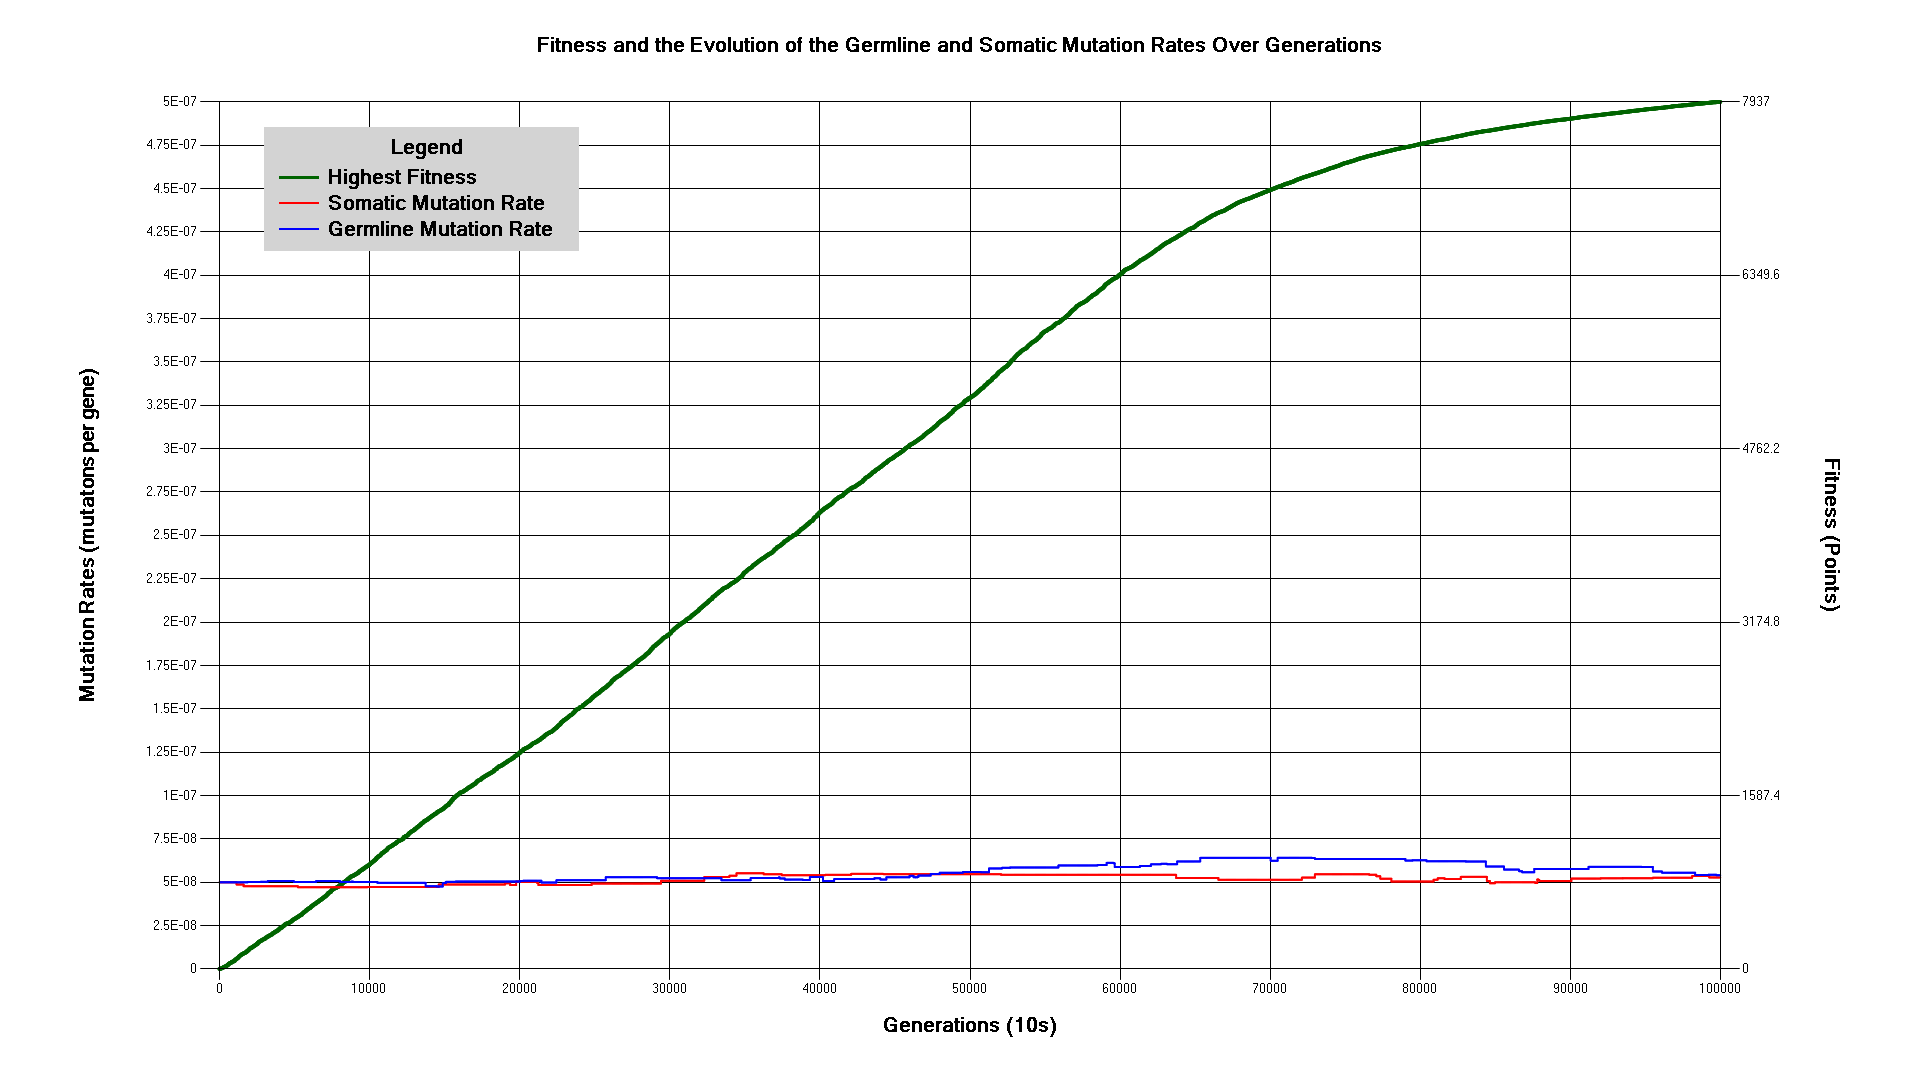 Fitness and the Evolution of the Germline and Somatic Mutation Rates Over Generations
Legend
Highest Fitness
Somatic Mutation Rate
Germline Mutation Rate
Mutation Rates (mutatons per gene)
5E-07
4.75E-07
4.5E-07
4.25E-07
4E-07
3.75E-07
3.5E-07
3.25E-07
3E-07
2.75E-07
2.5E-07
2.25E-07
2E-07
1.75E-07
1.5E-07
1.25E-07
1E-07
7.5E-08
5E-08
2.5E-08
0
7937
6349.6
4762.2
3174.8
1587.4
0
Fitness (Points)
0 10000 20000 30000 40000 50000 60000 70000 80000 90000 100000
Generations (10s)